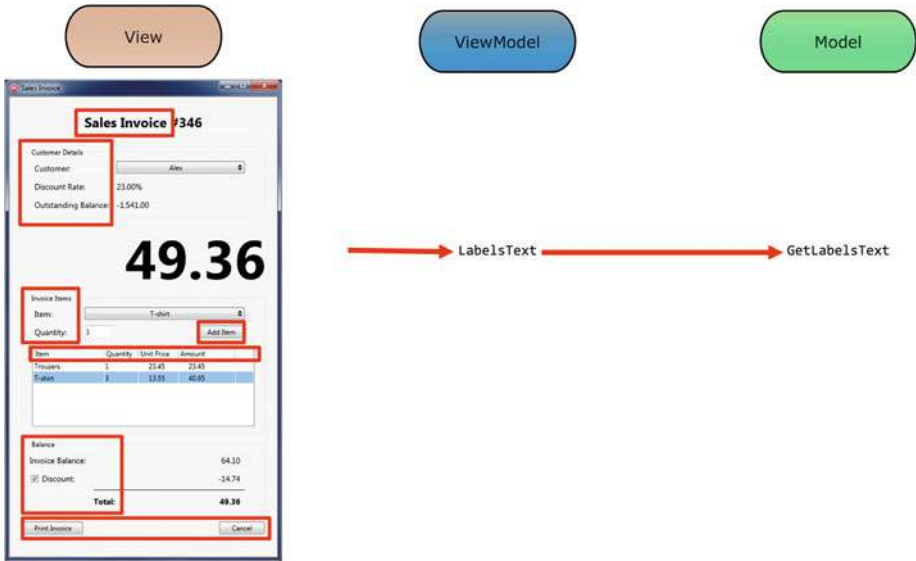 View
ViewModel
Model
Sales Invoice
Sales Invoice #346
Customer Details
Customer: Alex
Discount Rate: 23.00%
Outstanding Balance: -1,541.00
49.36
LabelsText
GetLabelsText
Invoice Items
Item: T-shirt
Quantity: 3 Add Item
Item Quantity Unit Price Amount
Trousers 1 23.45 23.45
T-shirt 3 13.55 40.65
Balance
Invoice Balance: 64.10
Discount: -14.74
Total: 49.36
Print Invoice Cancel